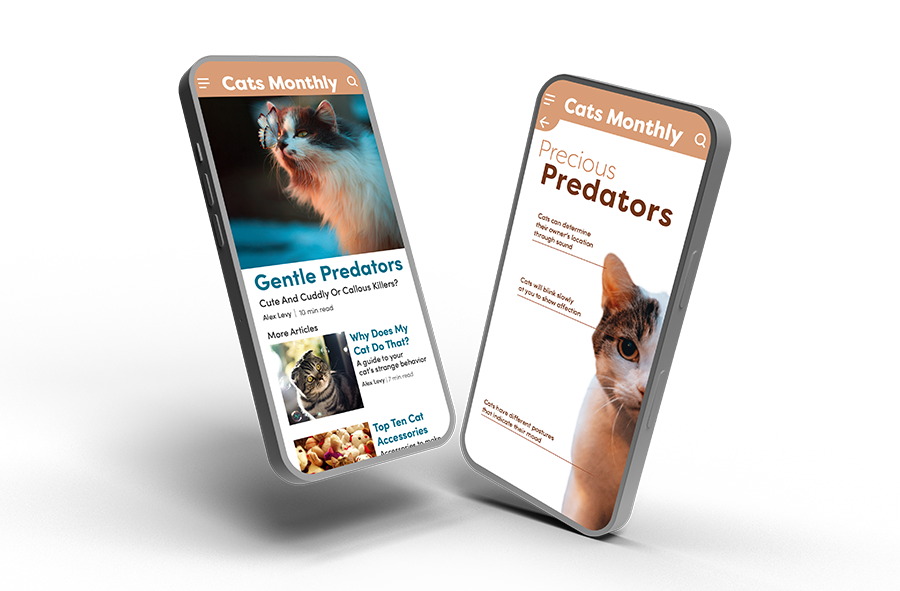 Cats Monthly
Gentle Predators
Cute And Cuddly Or Callous Killers?
Alex Levy | 10 min read
More Articles
Why Does My
Cat Do That?
A guide to your
cat's strange behavior
Alex Levy | 7 min read
Top Ten Cat
Accessories
Accessories to make
Cats Monthly
Precious
Predators
Cats can determine
their owner's location
through sound
Cats will blink slowly
at you to show affection
Cats have different postures
that indicate their mood